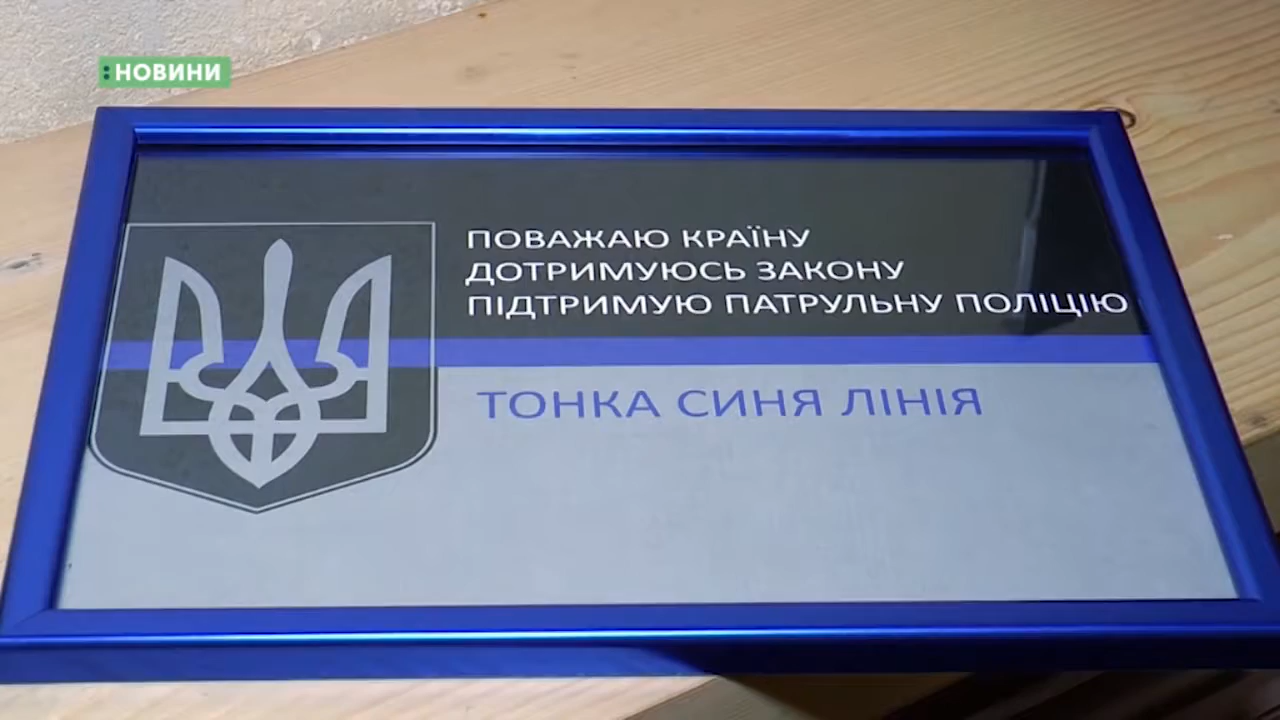 :НОВИНИ
ПОВАЖАЮ КРАЇНУ
ДОТРИМУЮСЬ ЗАКОНУ
ПІДТРИМУЮ ПАТРУЛЬНУ ПОЛІЦІЮ
ТОНКА СИНЯ ЛІНІЯ